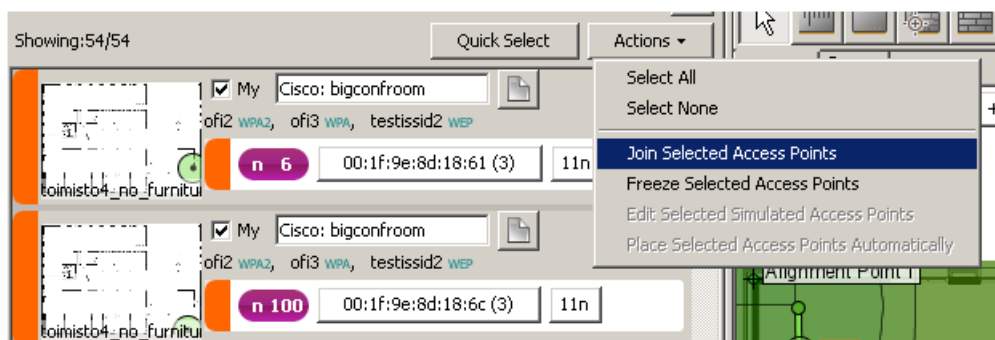 Showing:54/54
Quick Select
Actions
Select All
Select None
Join Selected Access Points
Freeze Selected Access Points
Edit Selected Simulated Access Points
Place Selected Access Points Automatically
My Cisco: bigconfroom
ofi2 WPA2, ofi3 WPA, testissid2 WEP
n 6 00:1f:9e:8d:18:61 (3) 11n
toimisto4_no_furnitu
My Cisco: bigconfroom
ofi2 WPA2, ofi3 WPA, testissid2 WEP
n 100 00:1f:9e:8d:18:6c (3) 11n
toimisto4_no_furnitu
Alignment Point 1